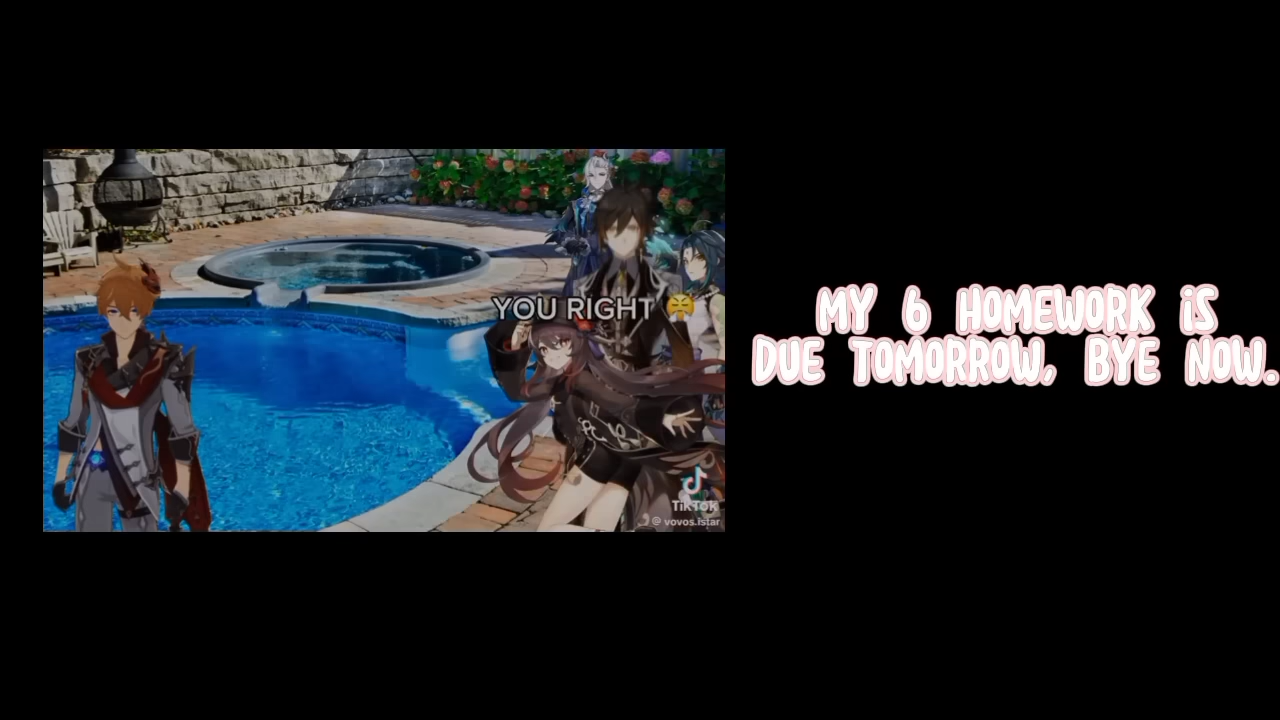 YOU RIGHT 😤
MY 6 HOMEWORK iS
DUE TOMORROW, BYE NOW.
TikTok
@ vovos.istar